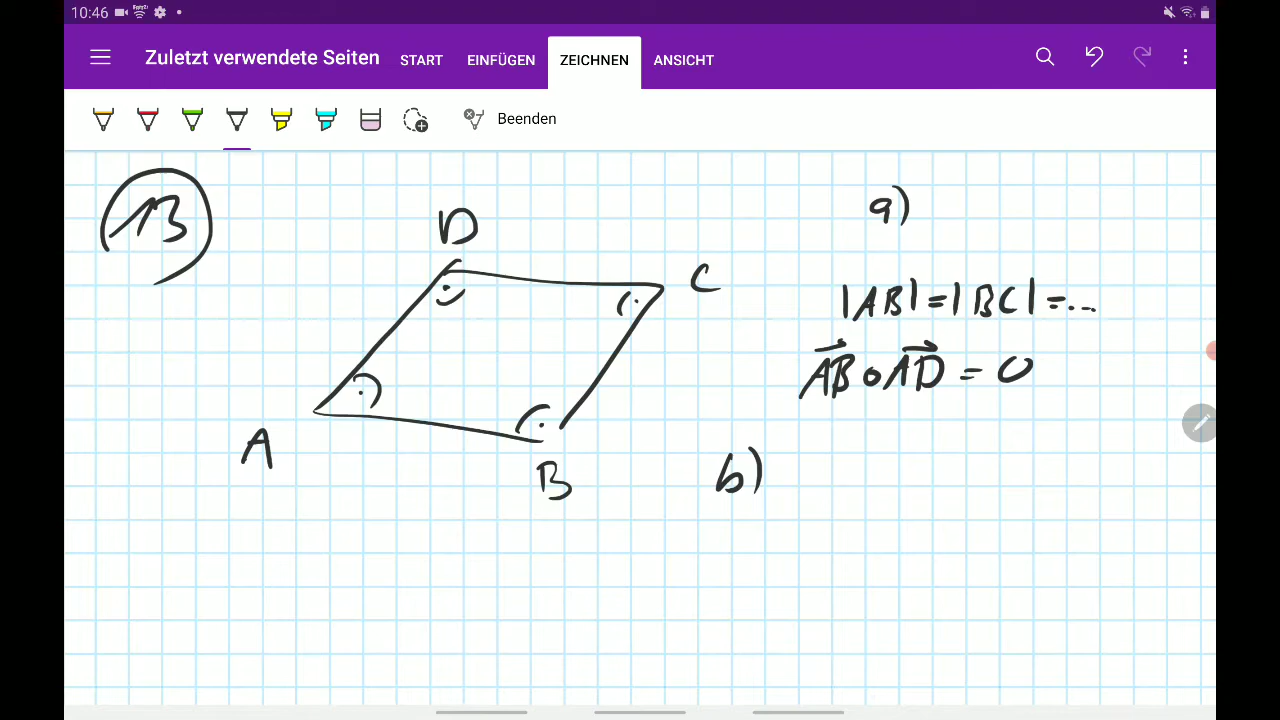 10:46
Zuletzt verwendete Seiten START EINFÜGEN ZEICHNEN ANSICHT
Beenden
13
D
C
A
B
a)
|AB| = |BC| = ...
AB∘AD = 0
b)